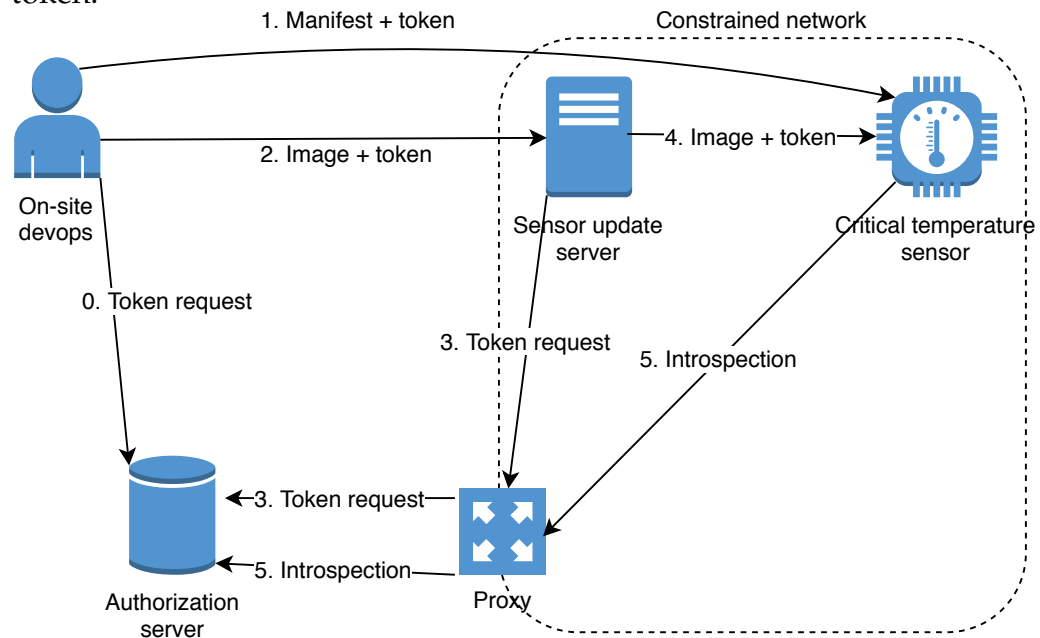 token.
1. Manifest + token
Constrained network
2. Image + token
4. Image + token
On-site
devops
Sensor update
server
Critical temperature
sensor
0. Token request
3. Token request
5. Introspection
3. Token request
5. Introspection
Proxy
Authorization
server